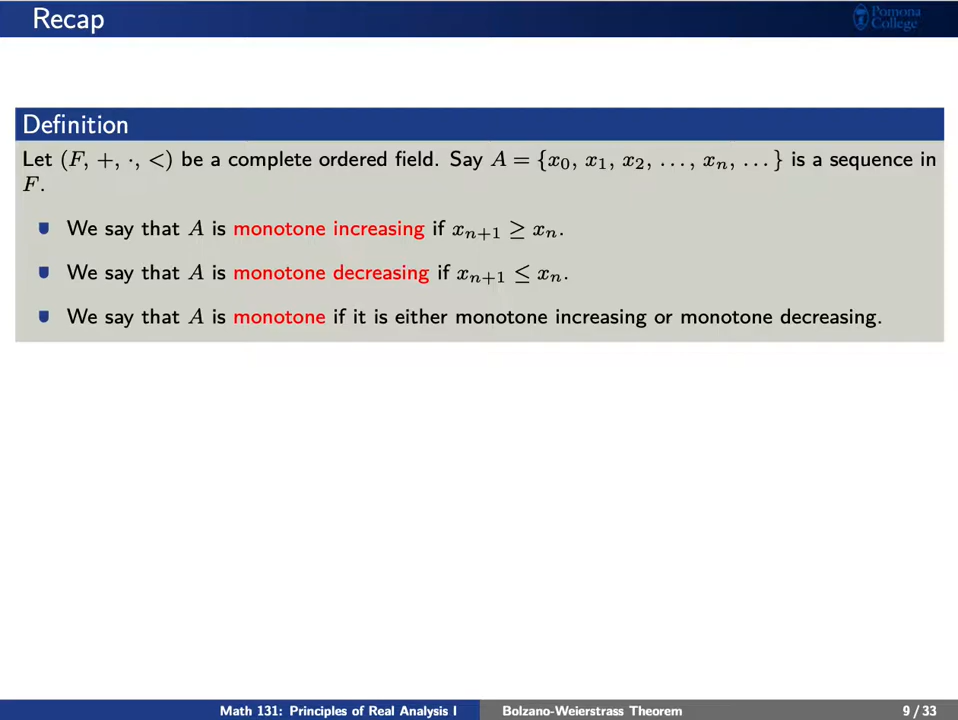 Recap
Pomona
College
Definition
Let (F, +, ·, <) be a complete ordered field. Say A = {x₀, x₁, x₂, ..., xₙ, ...} is a sequence in
F.
We say that A is monotone increasing if xₙ₊₁ ≥ xₙ.
We say that A is monotone decreasing if xₙ₊₁ ≤ xₙ.
We say that A is monotone if it is either monotone increasing or monotone decreasing.
Math 131: Principles of Real Analysis I
Bolzano-Weierstrass Theorem
9 / 33